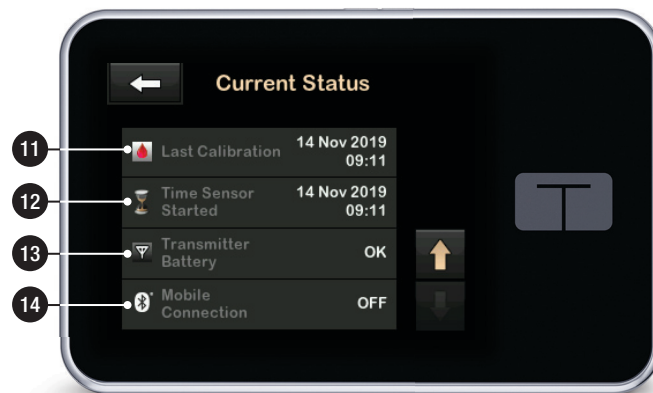 Current Status
11
Last Calibration
14 Nov 2019
09:11
12
Time Sensor
Started
14 Nov 2019
09:11
13
Transmitter
Battery
OK
14
Mobile
Connection
OFF